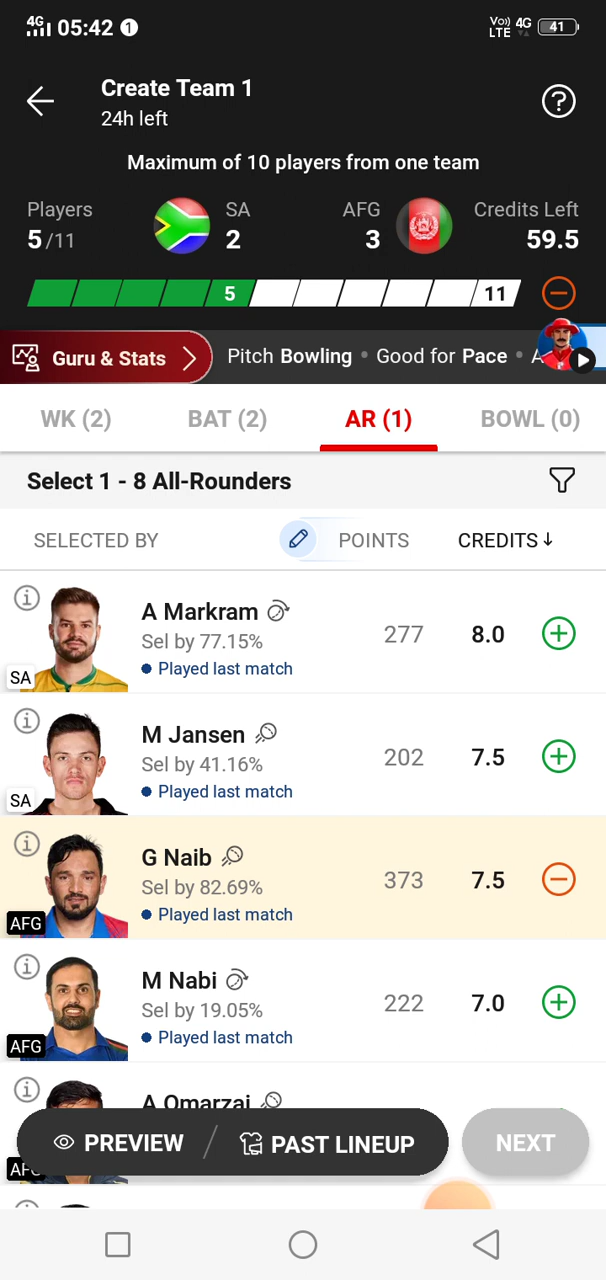 4G 05:42 1 Vo)) LTE 4G 41
Create Team 1
24h left
?
Maximum of 10 players from one team
Players SA AFG Credits Left
5/11 2 3 59.5
5 11
Guru & Stats Pitch Bowling • Good for Pace • A
WK (2) BAT (2) AR (1) BOWL (0)
Select 1 - 8 All-Rounders
SELECTED BY POINTS CREDITS↓
i
A Markram
Sel by 77.15% 277 8.0
SA • Played last match
i
M Jansen
Sel by 41.16% 202 7.5
SA • Played last match
i
G Naib
Sel by 82.69% 373 7.5
AFG • Played last match
i
M Nabi
Sel by 19.05% 222 7.0
AFG • Played last match
i
A Omarzai
PREVIEW / PAST LINEUP NEXT
AFG